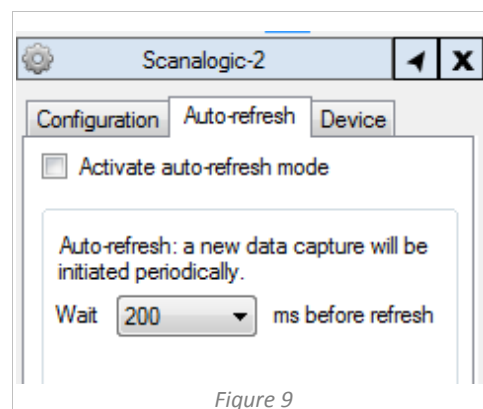 Scanalogic-2
Configuration Auto-refresh Device
Activate auto-refresh mode
Auto-refresh: a new data capture will be
initiated periodically.
Wait 200 ms before refresh
Figure 9